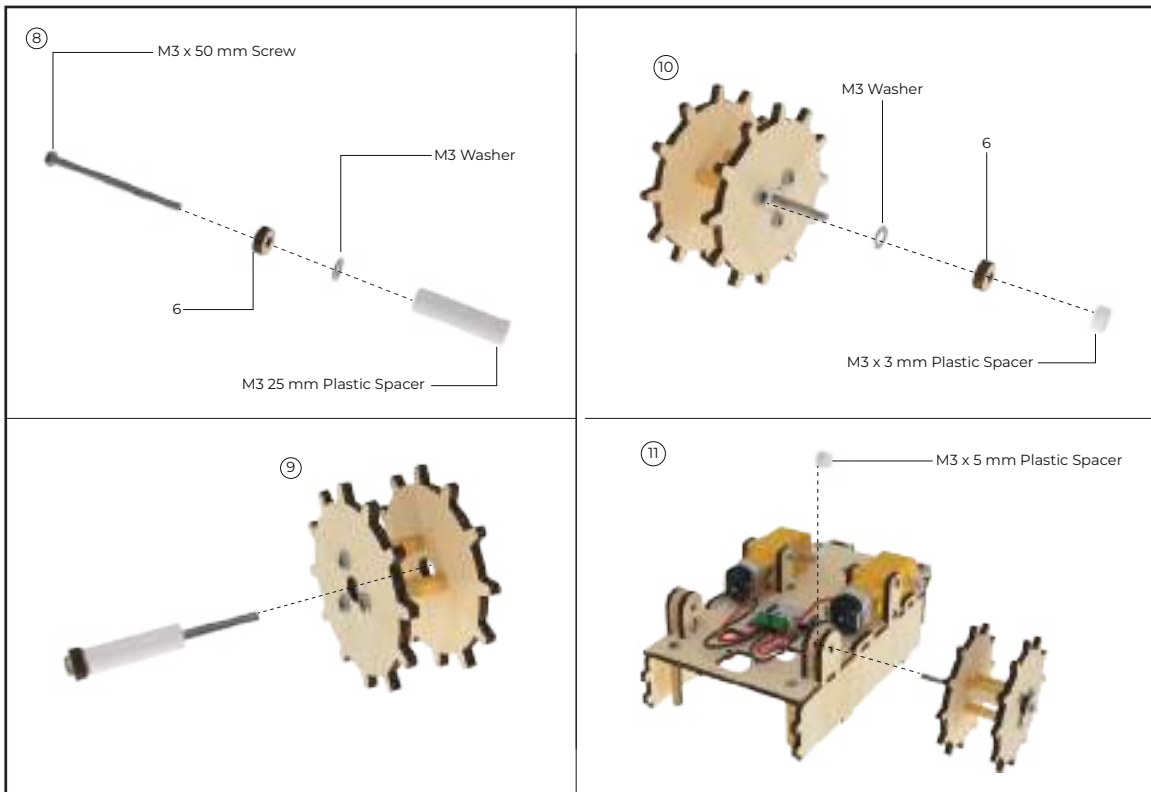 8
M3 x 50 mm Screw
M3 Washer
6
M3 25 mm Plastic Spacer
9
10
M3 Washer
6
M3 x 3 mm Plastic Spacer
11
M3 x 5 mm Plastic Spacer